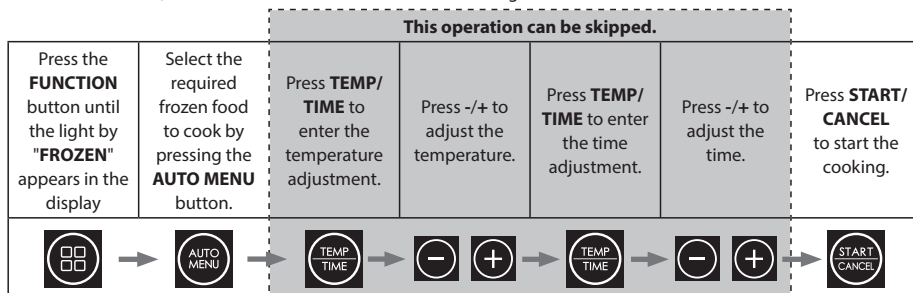 This operation can be skipped.
Press the
FUNCTION
button until
the light by
"FROZEN"
appears in the
display
Select the
required
frozen food
to cook by
pressing the
AUTO MENU
button.
Press TEMP/
TIME to
enter the
temperature
adjustment.
Press -/+ to
adjust the
temperature.
Press TEMP/
TIME to enter
the time
adjustment.
Press -/+ to
adjust the
time.
Press START/
CANCEL
to start the
cooking.
AUTO
MENU
TEMP
TIME
− +
TEMP
TIME
− +
START
CANCEL